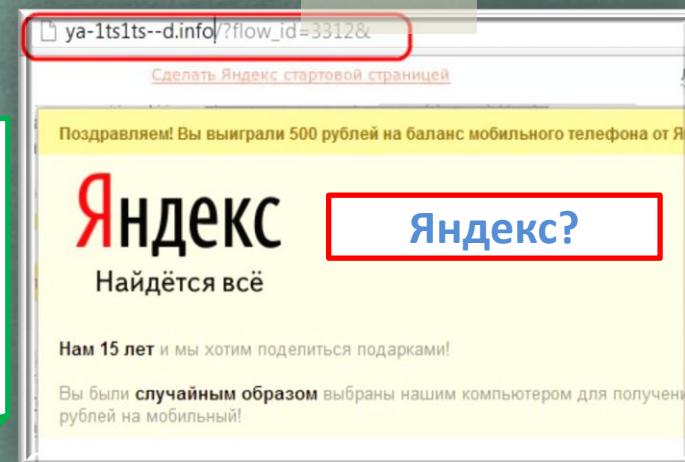 ya-1ts1ts--d.info/?flow_id=3312&
Сделать Яндекс стартовой страницей
Поздравляем! Вы выиграли 500 рублей на баланс мобильного телефона от Я
Яндекс
Яндекс?
Найдётся всё
Нам 15 лет и мы хотим поделиться подарками!
Вы были случайным образом выбраны нашим компьютером для получени
рублей на мобильный!